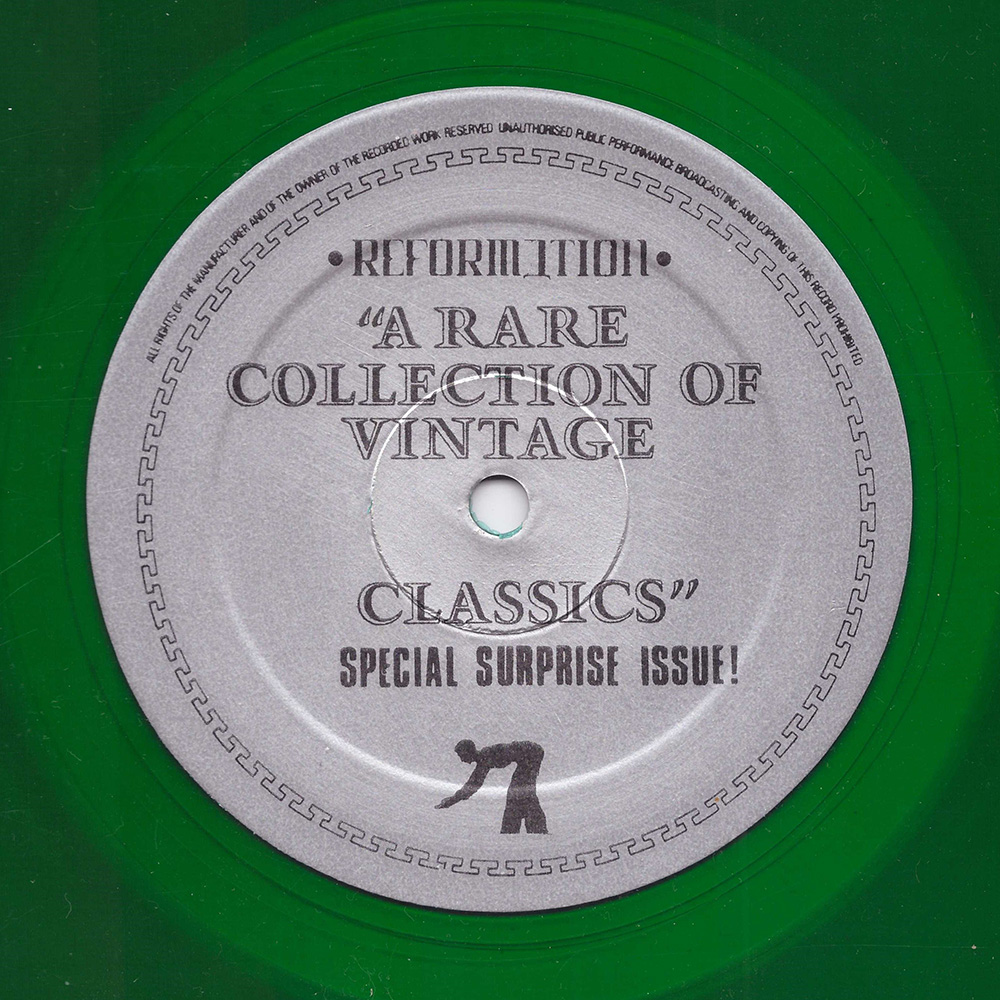 ALL RIGHTS OF THE MANUFACTURER AND OF THE OWNER OF THE RECORDED WORK RESERVED UNAUTHORISED PUBLIC PERFORMANCE BROADCASTING AND COPYING OF THIS RECORD PROHIBITED
•REFORMATION•
“A RARE
COLLECTION OF
VINTAGE
CLASSICS”
SPECIAL SURPRISE ISSUE!